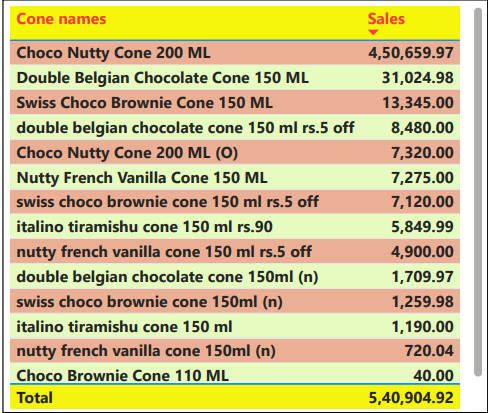 Cone names Sales
Choco Nutty Cone 200 ML 4,50,659.97
Double Belgian Chocolate Cone 150 ML 31,024.98
Swiss Choco Brownie Cone 150 ML 13,345.00
double belgian chocolate cone 150 ml rs.5 off 8,480.00
Choco Nutty Cone 200 ML (O) 7,320.00
Nutty French Vanilla Cone 150 ML 7,275.00
swiss choco brownie cone 150 ml rs.5 off 7,120.00
italino tiramishu cone 150 ml rs.90 5,849.99
nutty french vanilla cone 150 ml rs.5 off 4,900.00
double belgian chocolate cone 150ml (n) 1,709.97
swiss choco brownie cone 150ml (n) 1,259.98
italino tiramishu cone 150 ml 1,190.00
nutty french vanilla cone 150ml (n) 720.04
Choco Brownie Cone 110 ML 40.00
Total 5,40,904.92